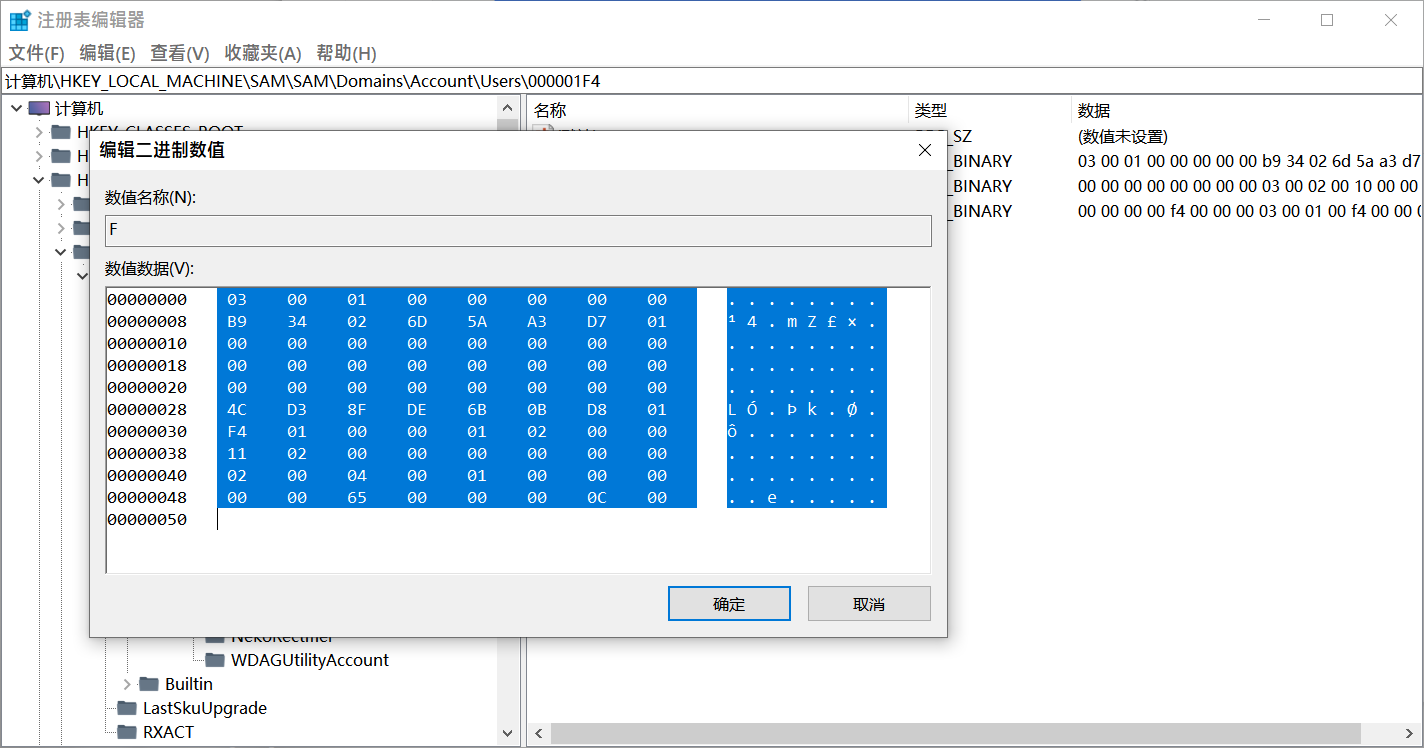 注册表编辑器
文件(F) 编辑(E) 查看(V) 收藏夹(A) 帮助(H)
计算机\HKEY_LOCAL_MACHINE\SAM\SAM\Domains\Account\Users\000001F4
计算机
名称 类型 数据
_SZ (数值未设置)
_BINARY 03 00 01 00 00 00 00 00 b9 34 02 6d 5a a3 d7
_BINARY 00 00 00 00 00 00 00 00 03 00 02 00 10 00 00
_BINARY 00 00 00 00 f4 00 00 00 03 00 01 00 f4 00 00
编辑二进制数值
数值名称(N):
F
数值数据(V):
00000000 03 00 01 00 00 00 00 00 . . . . . . . .
00000008 B9 34 02 6D 5A A3 D7 01 ¹ 4 . m Z £ × .
00000010 00 00 00 00 00 00 00 00 . . . . . . . .
00000018 00 00 00 00 00 00 00 00 . . . . . . . .
00000020 00 00 00 00 00 00 00 00 . . . . . . . .
00000028 4C D3 8F DE 6B 0B D8 01 L Ó . Þ k . Ø .
00000030 F4 01 00 00 01 02 00 00 ô . . . . . . .
00000038 11 02 00 00 00 00 00 00 . . . . . . . .
00000040 02 00 04 00 01 00 00 00 . . . . . . . .
00000048 00 00 65 00 00 00 0C 00 . . e . . . . .
00000050
确定 取消
WDAGUtilityAccount
Builtin
LastSkuUpgrade
RXACT